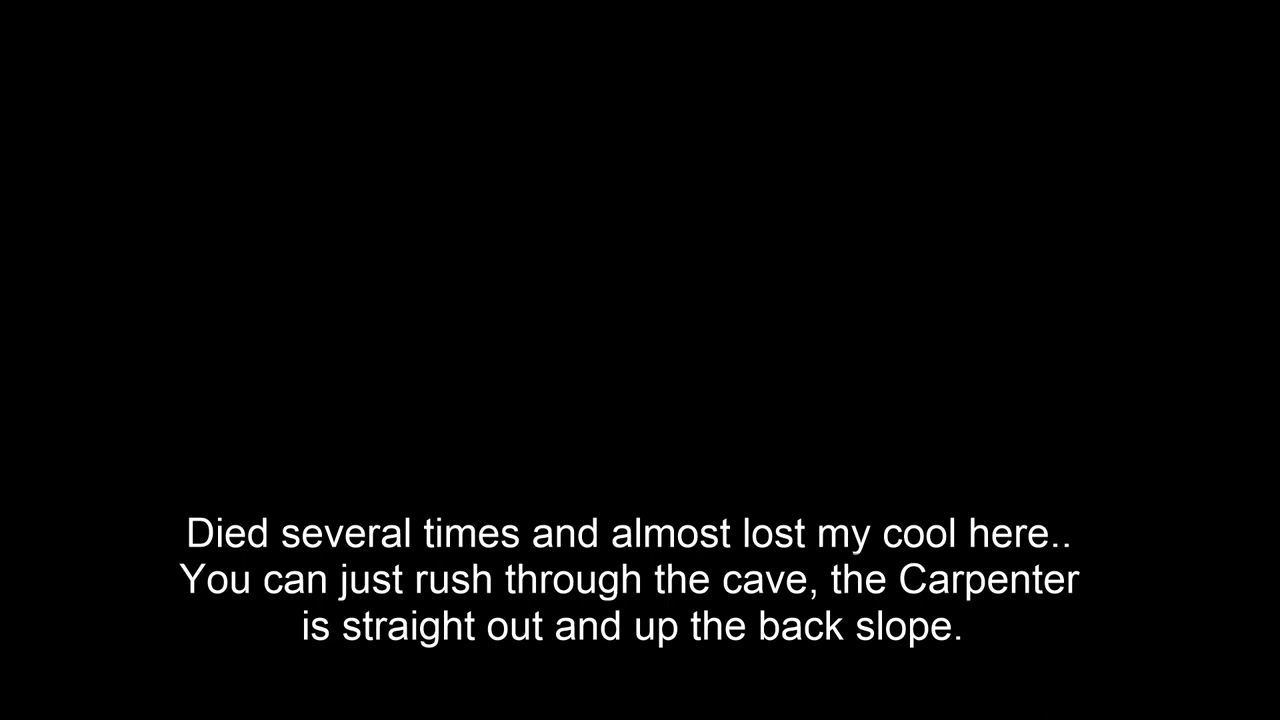 Died several times and almost lost my cool here..
You can just rush through the cave, the Carpenter
is straight out and up the back slope.